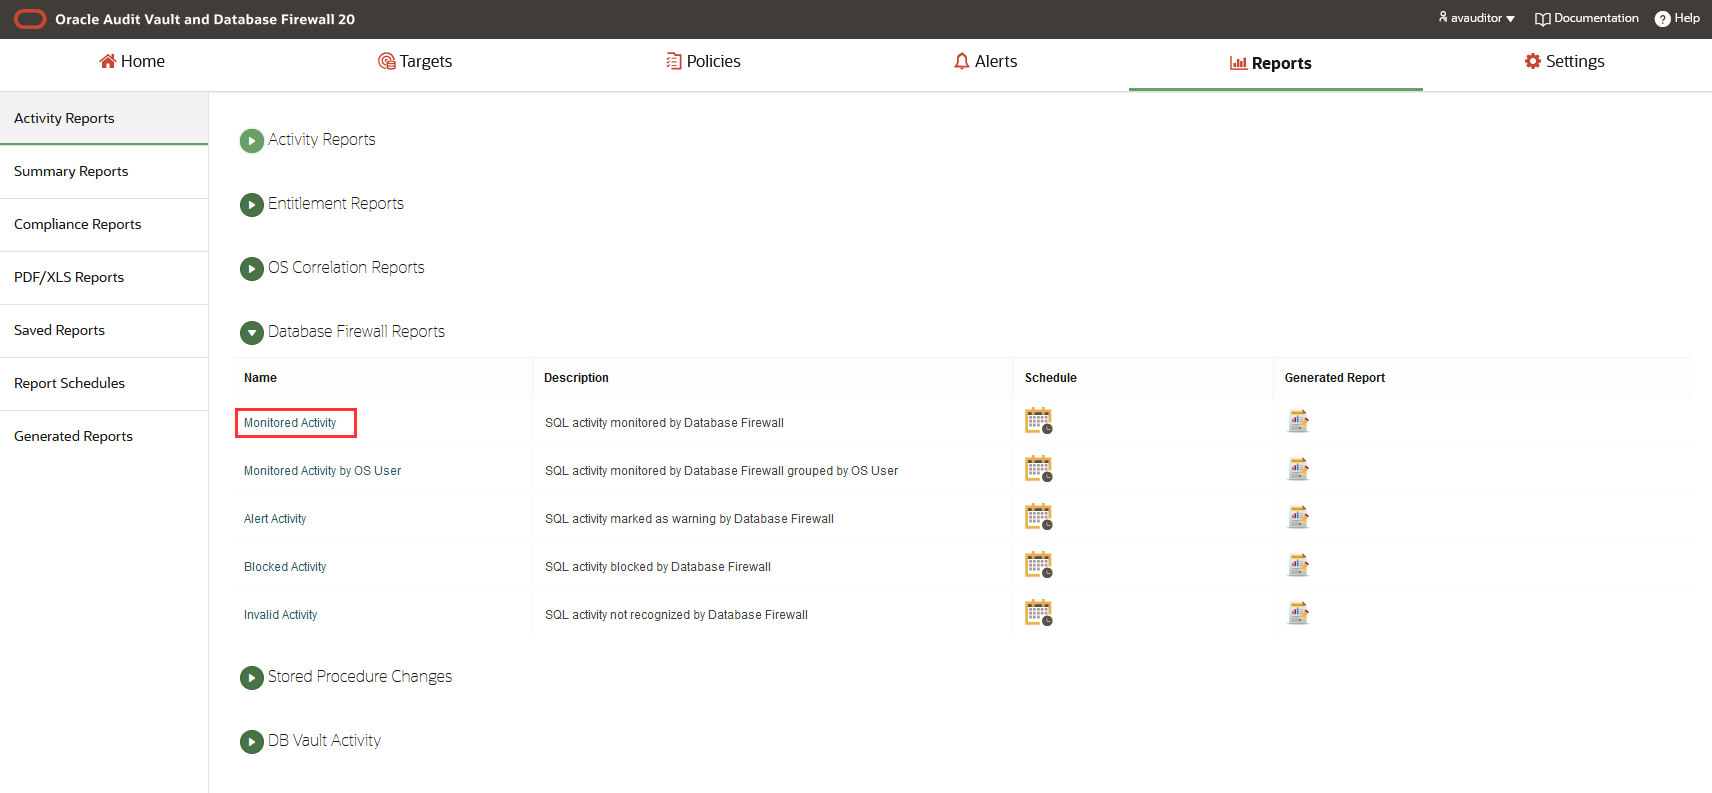 Oracle Audit Vault and Database Firewall 20
avauditor
Documentation
? Help
Home
Targets
Policies
Alerts
Reports
Settings
Activity Reports
Summary Reports
Compliance Reports
PDF/XLS Reports
Saved Reports
Report Schedules
Generated Reports
Activity Reports
Entitlement Reports
OS Correlation Reports
Database Firewall Reports
Name Description Schedule Generated Report
Monitored Activity SQL activity monitored by Database Firewall
Monitored Activity by OS User SQL activity monitored by Database Firewall grouped by OS User
Alert Activity SQL activity marked as warning by Database Firewall
Blocked Activity SQL activity blocked by Database Firewall
Invalid Activity SQL activity not recognized by Database Firewall
Stored Procedure Changes
DB Vault Activity